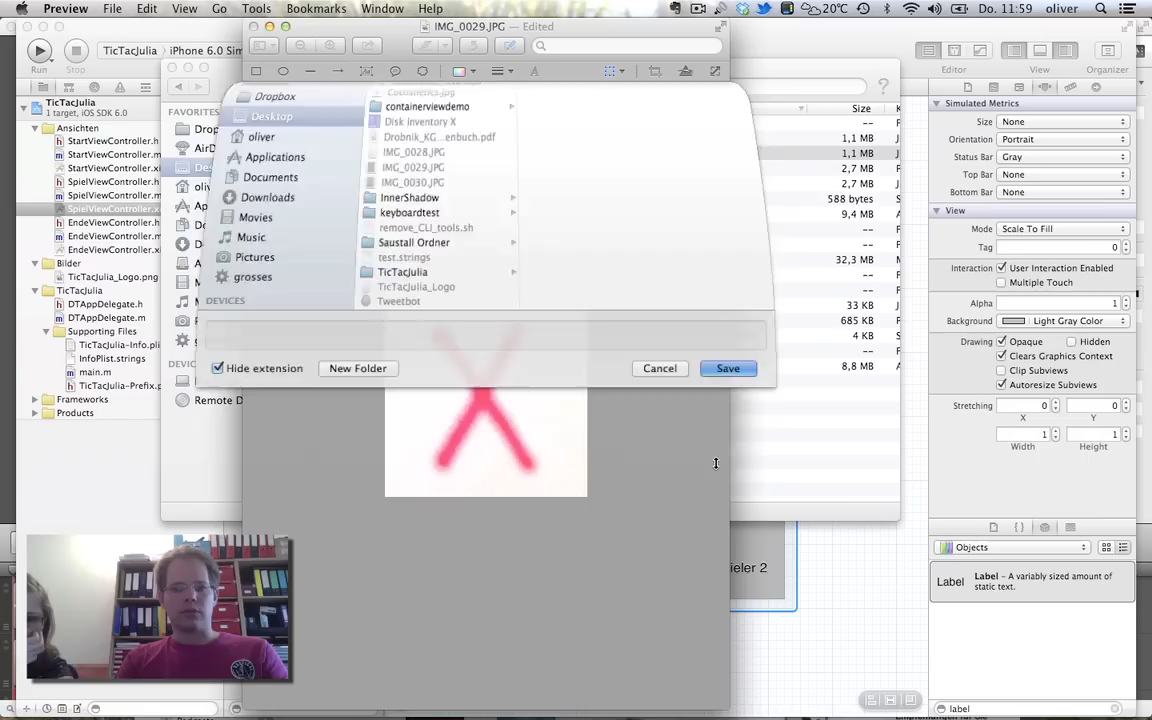 Preview File Edit View Go Tools Bookmarks Window Help
20°C Do. 11:59 oliver
IMG_0029.JPG — Edited
Run
Stop
TicTacJulia iPhone 6.0 Sim
Editor View Organizer
TicTacJulia
1 target, iOS SDK 6.0
Ansichten
StartViewController.h
StartViewController.m
StartViewController.xi
SpielViewController.h
SpielViewController.m
SpielViewController.xi
EndeViewController.h
EndeViewController.m
EndeViewController.xi
Bilder
TicTacJulia_Logo.png
TicTacJulia
DTAppDelegate.h
DTAppDelegate.m
Supporting Files
TicTacJulia-Info.pli
InfoPlist.strings
main.m
TicTacJulia-Prefix.p
Frameworks
Products
FAVORITES
Drop
AirD
Des
oliv
Remote D
Dropbox
Desktop
oliver
Applications
Documents
Downloads
Movies
Music
Pictures
grosses
DEVICES
containerviewdemo
Disk Inventory X
Drobnik_KG...enbuch.pdf
IMG_0028.JPG
IMG_0029.JPG
IMG_0030.JPG
InnerShadow
keyboardtest
remove_CLI_tools.sh
Saustall Ordner
test.strings
TicTacJulia
TicTacJulia_Logo
Tweetbot
Hide extension
New Folder
Cancel
Save
Size
--
1,1 MB
1,1 MB
2,7 MB
2,7 MB
588 bytes
9,4 MB
--
32,3 MB
--
--
33 KB
685 KB
4 KB
--
8,8 MB
ieler 2
Simulated Metrics
Size None
Orientation Portrait
Status Bar Gray
Top Bar None
Bottom Bar None
View
Mode Scale To Fill
Tag 0
Interaction User Interaction Enabled
Multiple Touch
Alpha 1
Background Light Gray Color
Drawing Opaque Hidden
Clears Graphics Context
Clip Subviews
Autoresize Subviews
Stretching 0 0
X Y
1 1
Width Height
Objects
Label
Label – A variably sized amount of
static text.
label